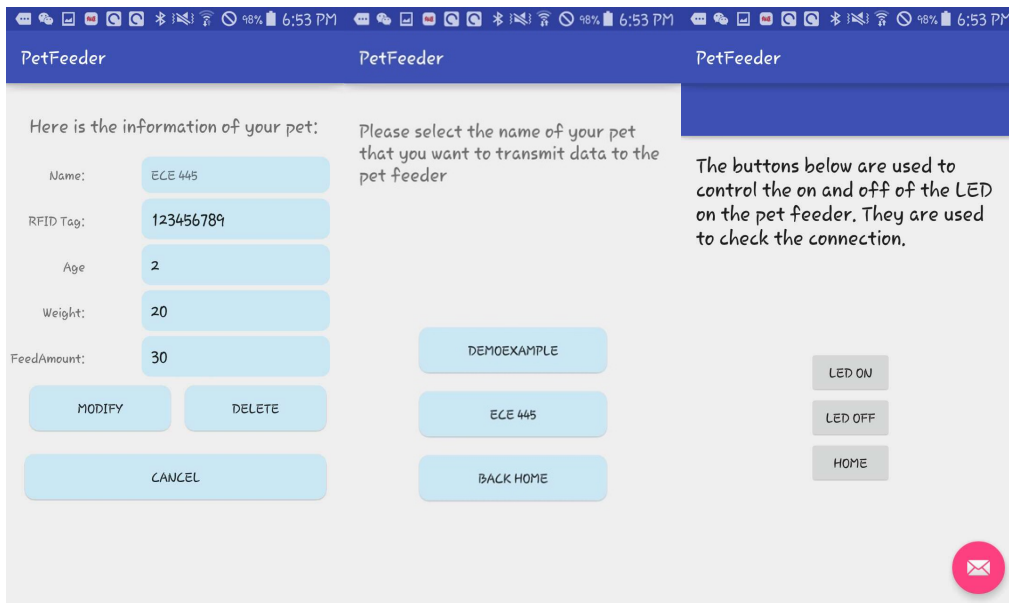 98% 6:53 PM
PetFeeder
Here is the information of your pet:
Name: ECE 445
RFID Tag: 123456789
Age 2
Weight: 20
FeedAmount: 30
MODIFY DELETE
CANCEL
98% 6:53 PM
PetFeeder
Please select the name of your pet
that you want to transmit data to the
pet feeder
DEMOEXAMPLE
ECE 445
BACK HOME
98% 6:53 PM
PetFeeder
The buttons below are used to
control the on and off of the LED
on the pet feeder. They are used
to check the connection.
LED ON
LED OFF
HOME